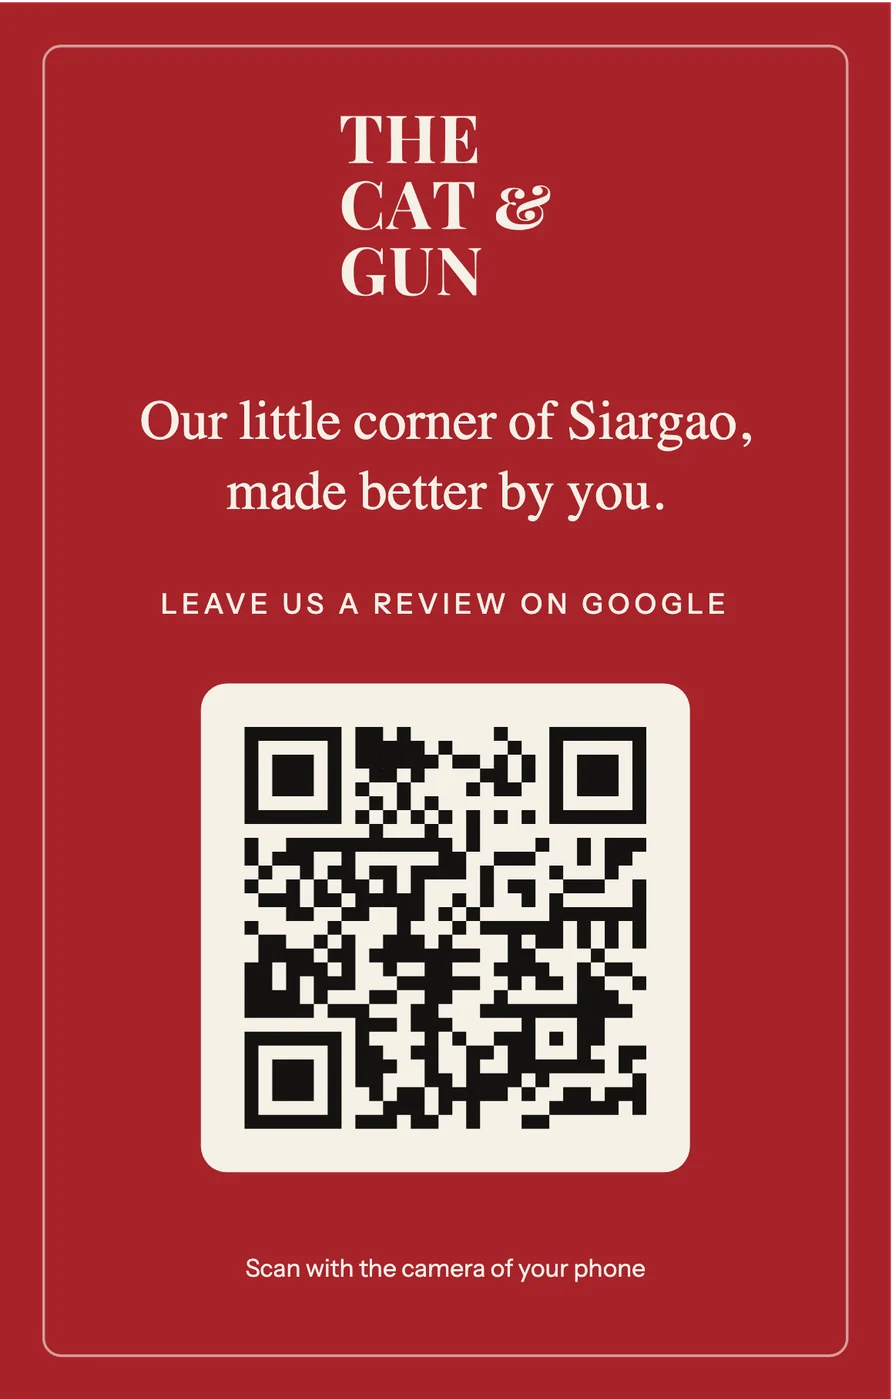 THE
CAT &
GUN
Our little corner of Siargao,
made better by you.
LEAVE US A REVIEW ON GOOGLE
Scan with the camera of your phone